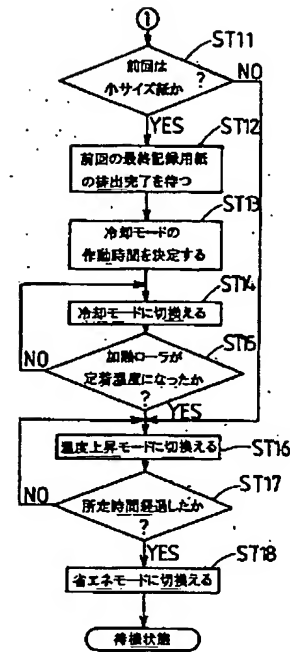 ①
ST11
前回は
小サイズ紙か
?
NO
YES
ST12
前回の最終記録用紙
の排出完了を待つ
ST13
冷却モードの
作動時間を決定する
ST14
冷却モードに切換える
ST15
NO
加熱ローラが
定着温度になったか
?
YES
温度上昇モードに切換える
ST16
NO
ST17
所定時間経過したか
?
YES
ST18
省エネモードに切換える
待機状態